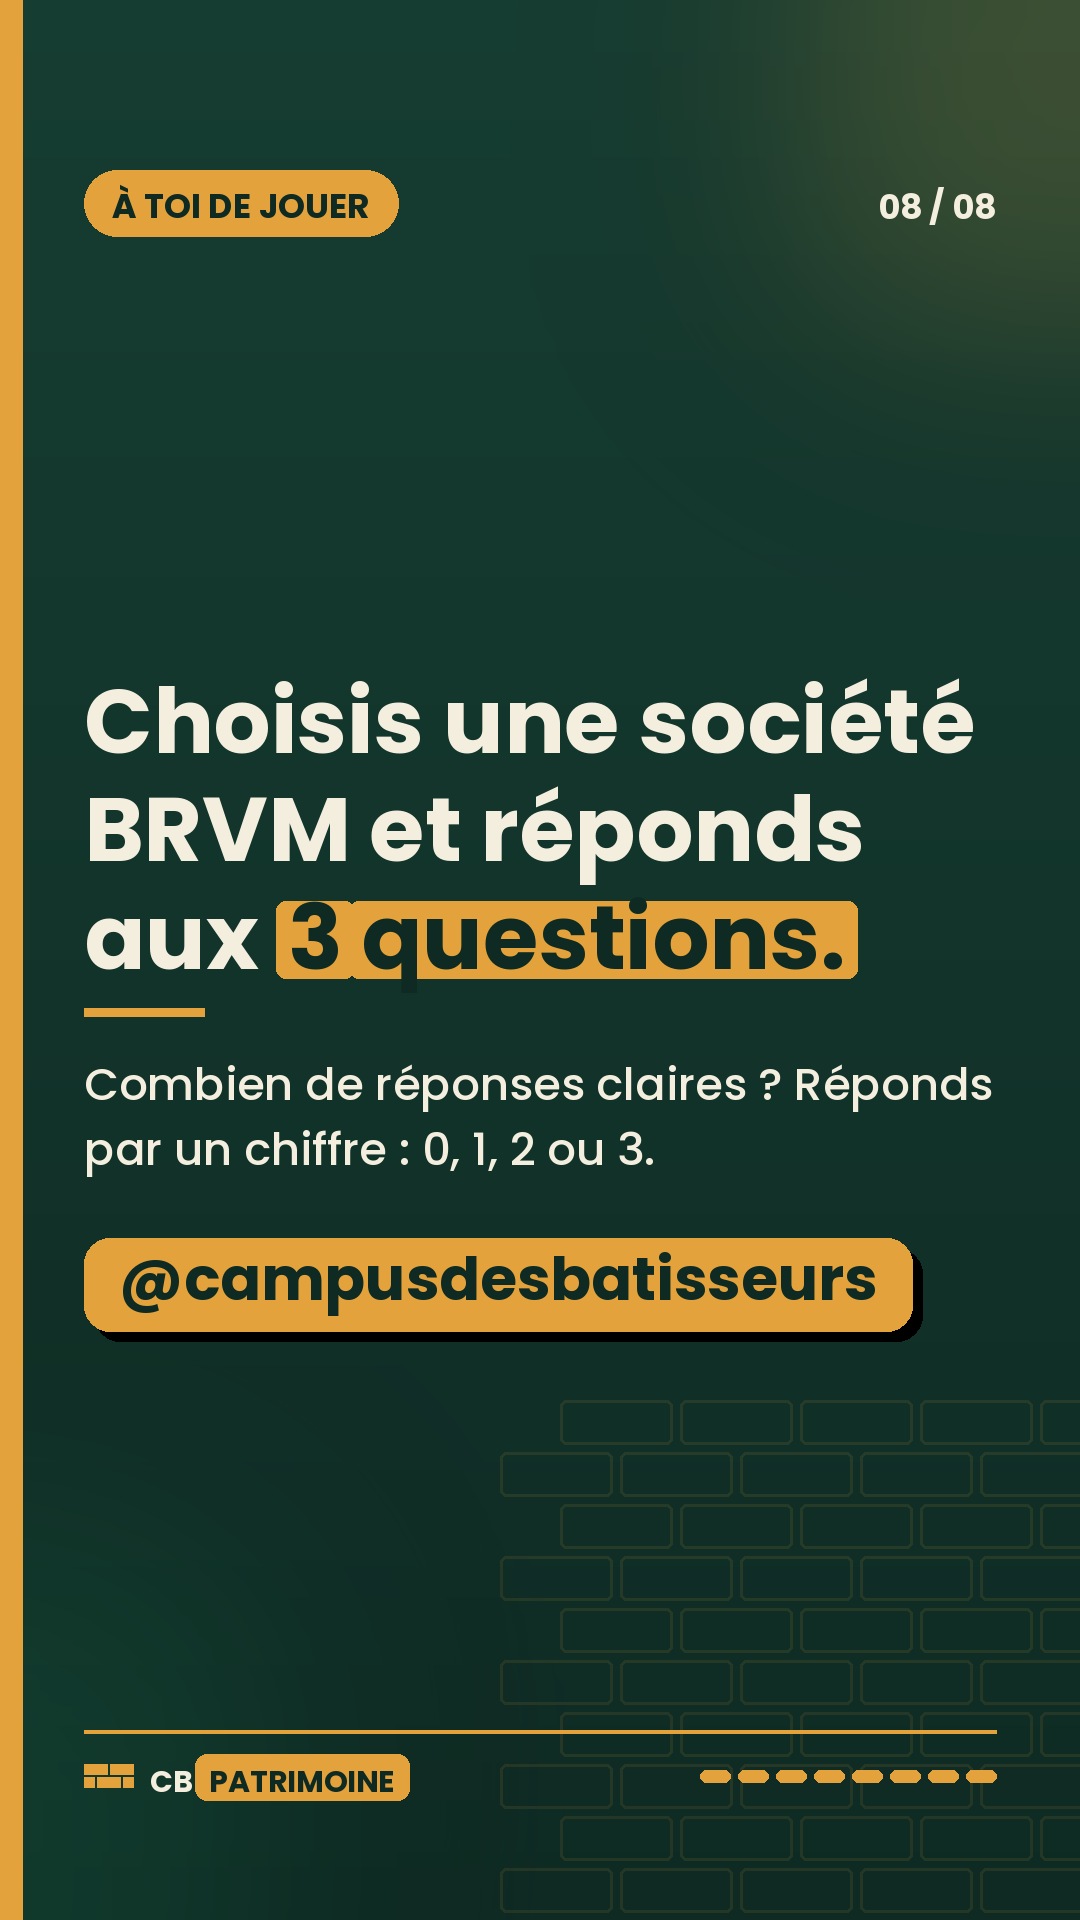 À TOI DE JOUER
08 / 08
Choisis une société
BRVM et réponds
aux 3 questions.
Combien de réponses claires ? Réponds
par un chiffre : 0, 1, 2 ou 3.
@campusdesbatisseurs
CB PATRIMOINE